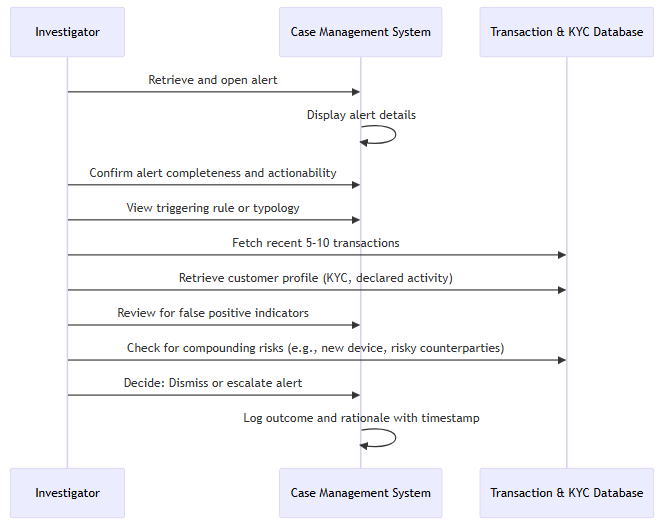 Investigator
Case Management System
Transaction & KYC Database
Retrieve and open alert
Display alert details
Confirm alert completeness and actionability
View triggering rule or typology
Fetch recent 5-10 transactions
Retrieve customer profile (KYC, declared activity)
Review for false positive indicators
Check for compounding risks (e.g., new device, risky counterparties)
Decide: Dismiss or escalate alert
Log outcome and rationale with timestamp
Investigator
Case Management System
Transaction & KYC Database